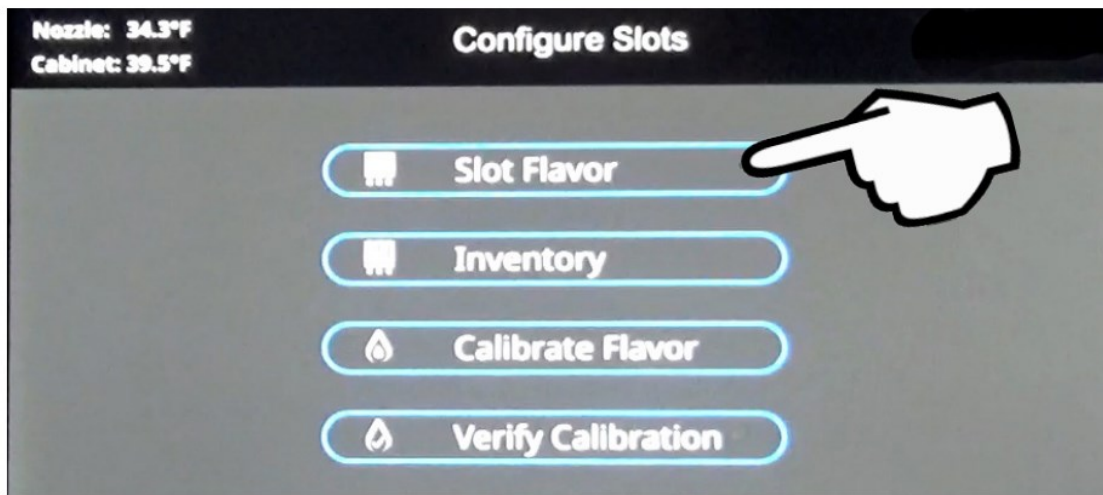 Nozzle: 34.3°F
Cabinet: 39.5°F
Configure Slots
Slot Flavor
Inventory
Calibrate Flavor
Verify Calibration